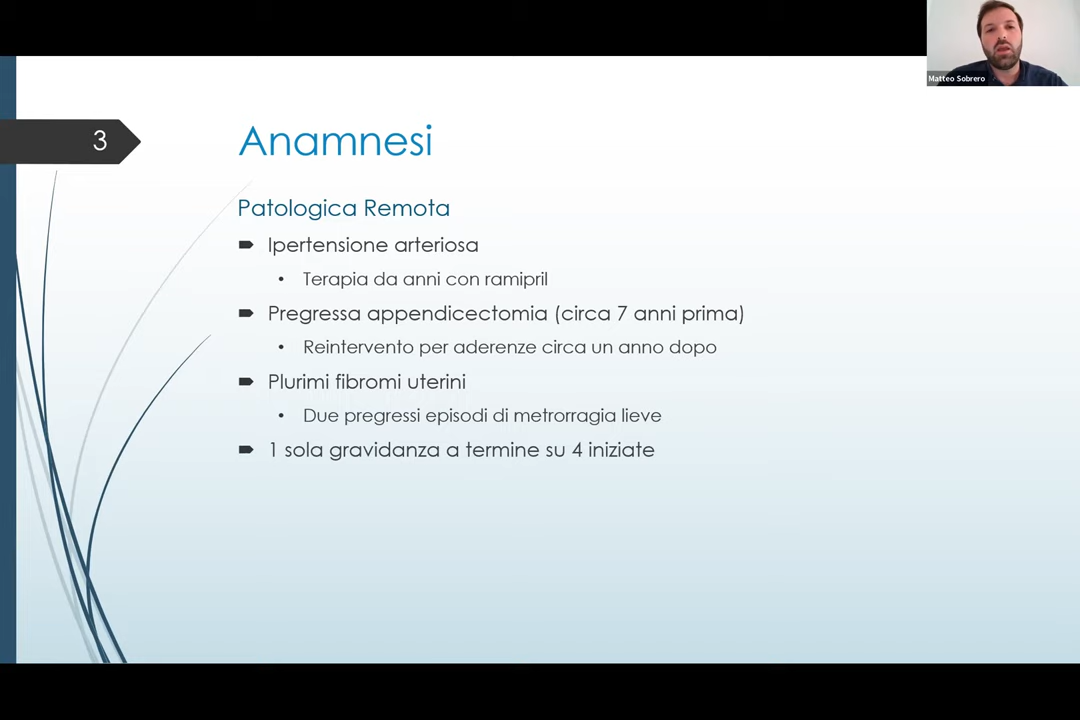 Matteo Sobrero
3
Anamnesi
Patologica Remota
Ipertensione arteriosa
• Terapia da anni con ramipril
Pregressa appendicectomia (circa 7 anni prima)
• Reintervento per aderenze circa un anno dopo
Plurimi fibromi uterini
• Due pregressi episodi di metrorragia lieve
1 sola gravidanza a termine su 4 iniziate